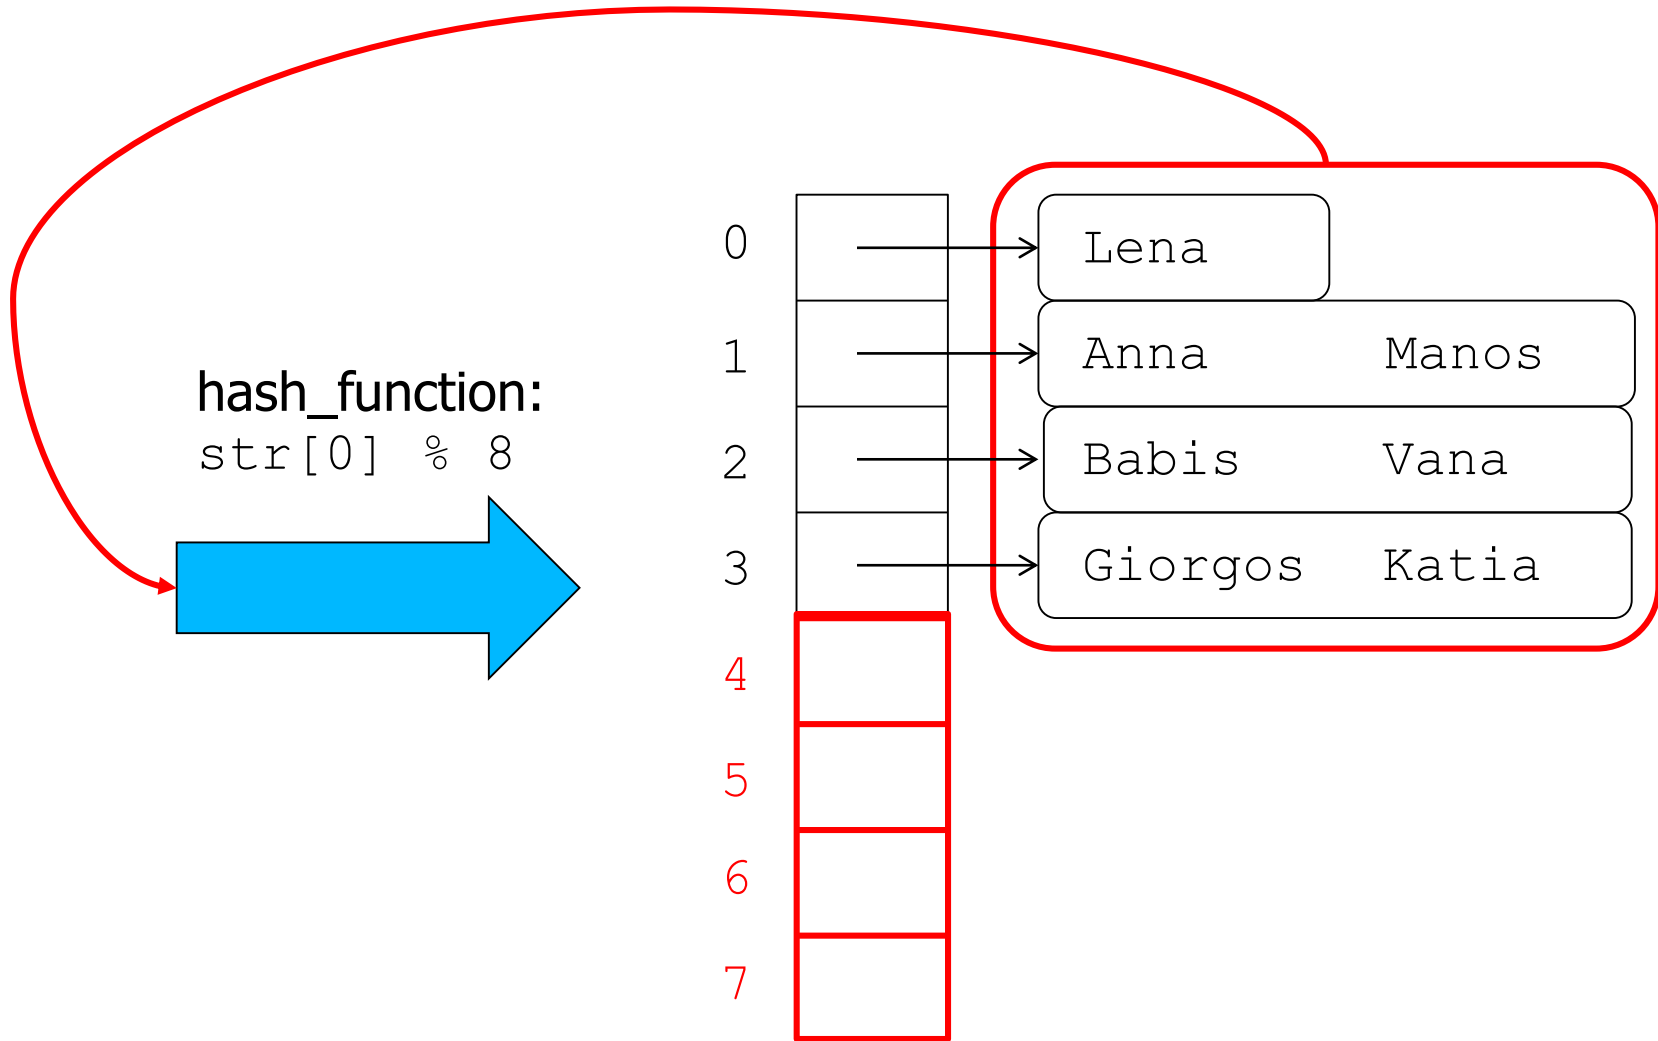 0 Lena
1 Anna Manos
hash_function:
str[0] % 8
2 Babis Vana
3 Giorgos Katia
4
5
6
7